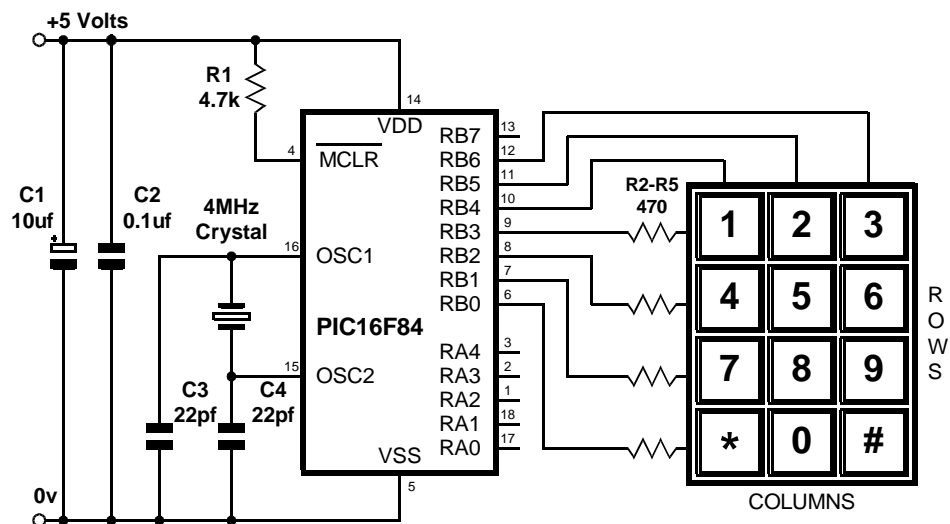 +5 Volts
R1
4.7k
14
VDD
4
MCLR
C1
10uf
+
C2
0.1uf
4MHz
Crystal
16
OSC1
PIC16F84
15
OSC2
C3
22pf
C4
22pf
VSS
5
0v
RB7
13
RB6
12
RB5
11
RB4
10
RB3
9
RB2
8
RB1
7
RB0
6
RA4
3
RA3
2
RA2
1
RA1
18
RA0
17
R2-R5
470
1 2 3
4 5 6
7 8 9
* 0 #
ROWS
COLUMNS